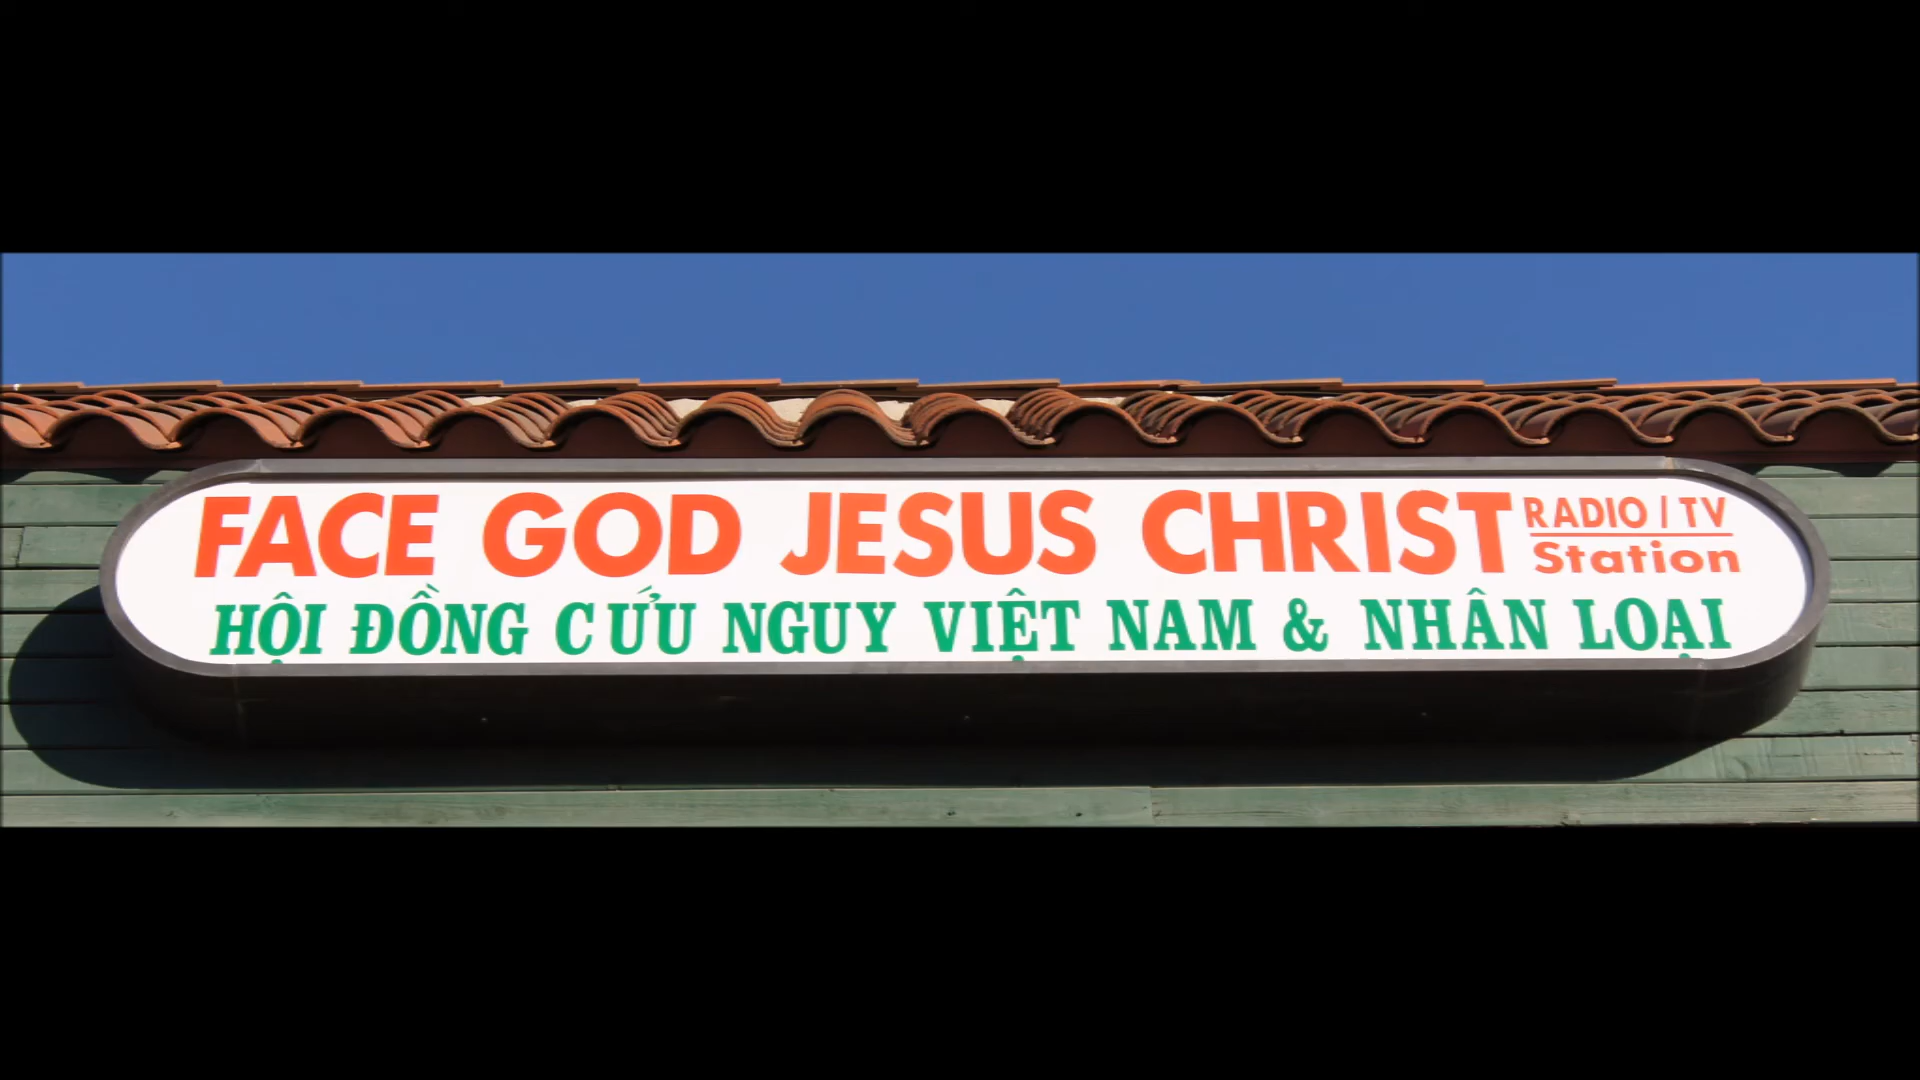 FACE GOD JESUS CHRIST RADIO / TV
Station
HỘI ĐỒNG CỨU NGUY VIỆT NAM & NHÂN LOẠI